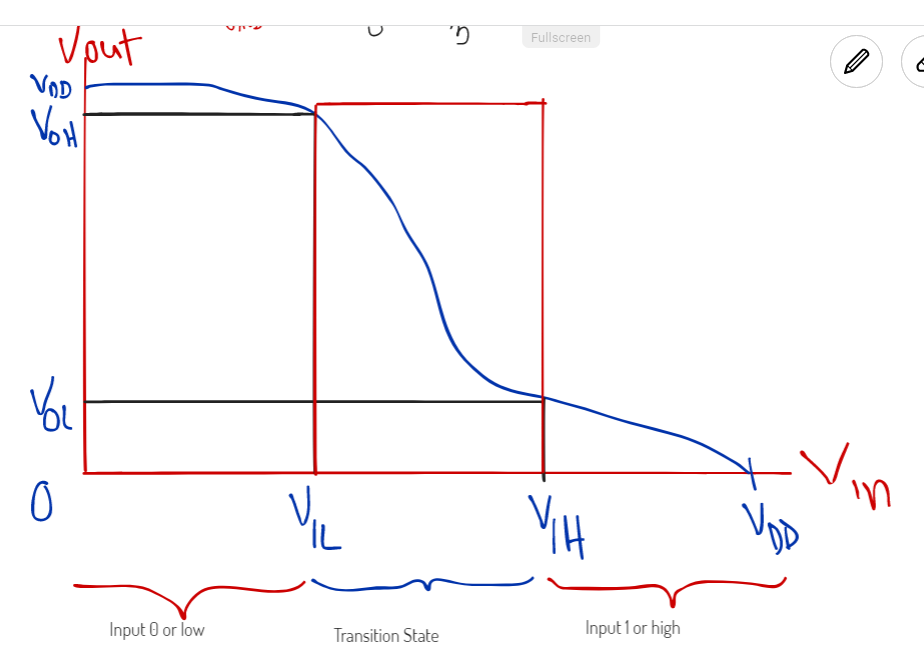 Fullscreen
Vout
VDD
VOH
VOL
0
VIL
VIH
VDD
Vin
Input 0 or low
Transition State
Input 1 or high